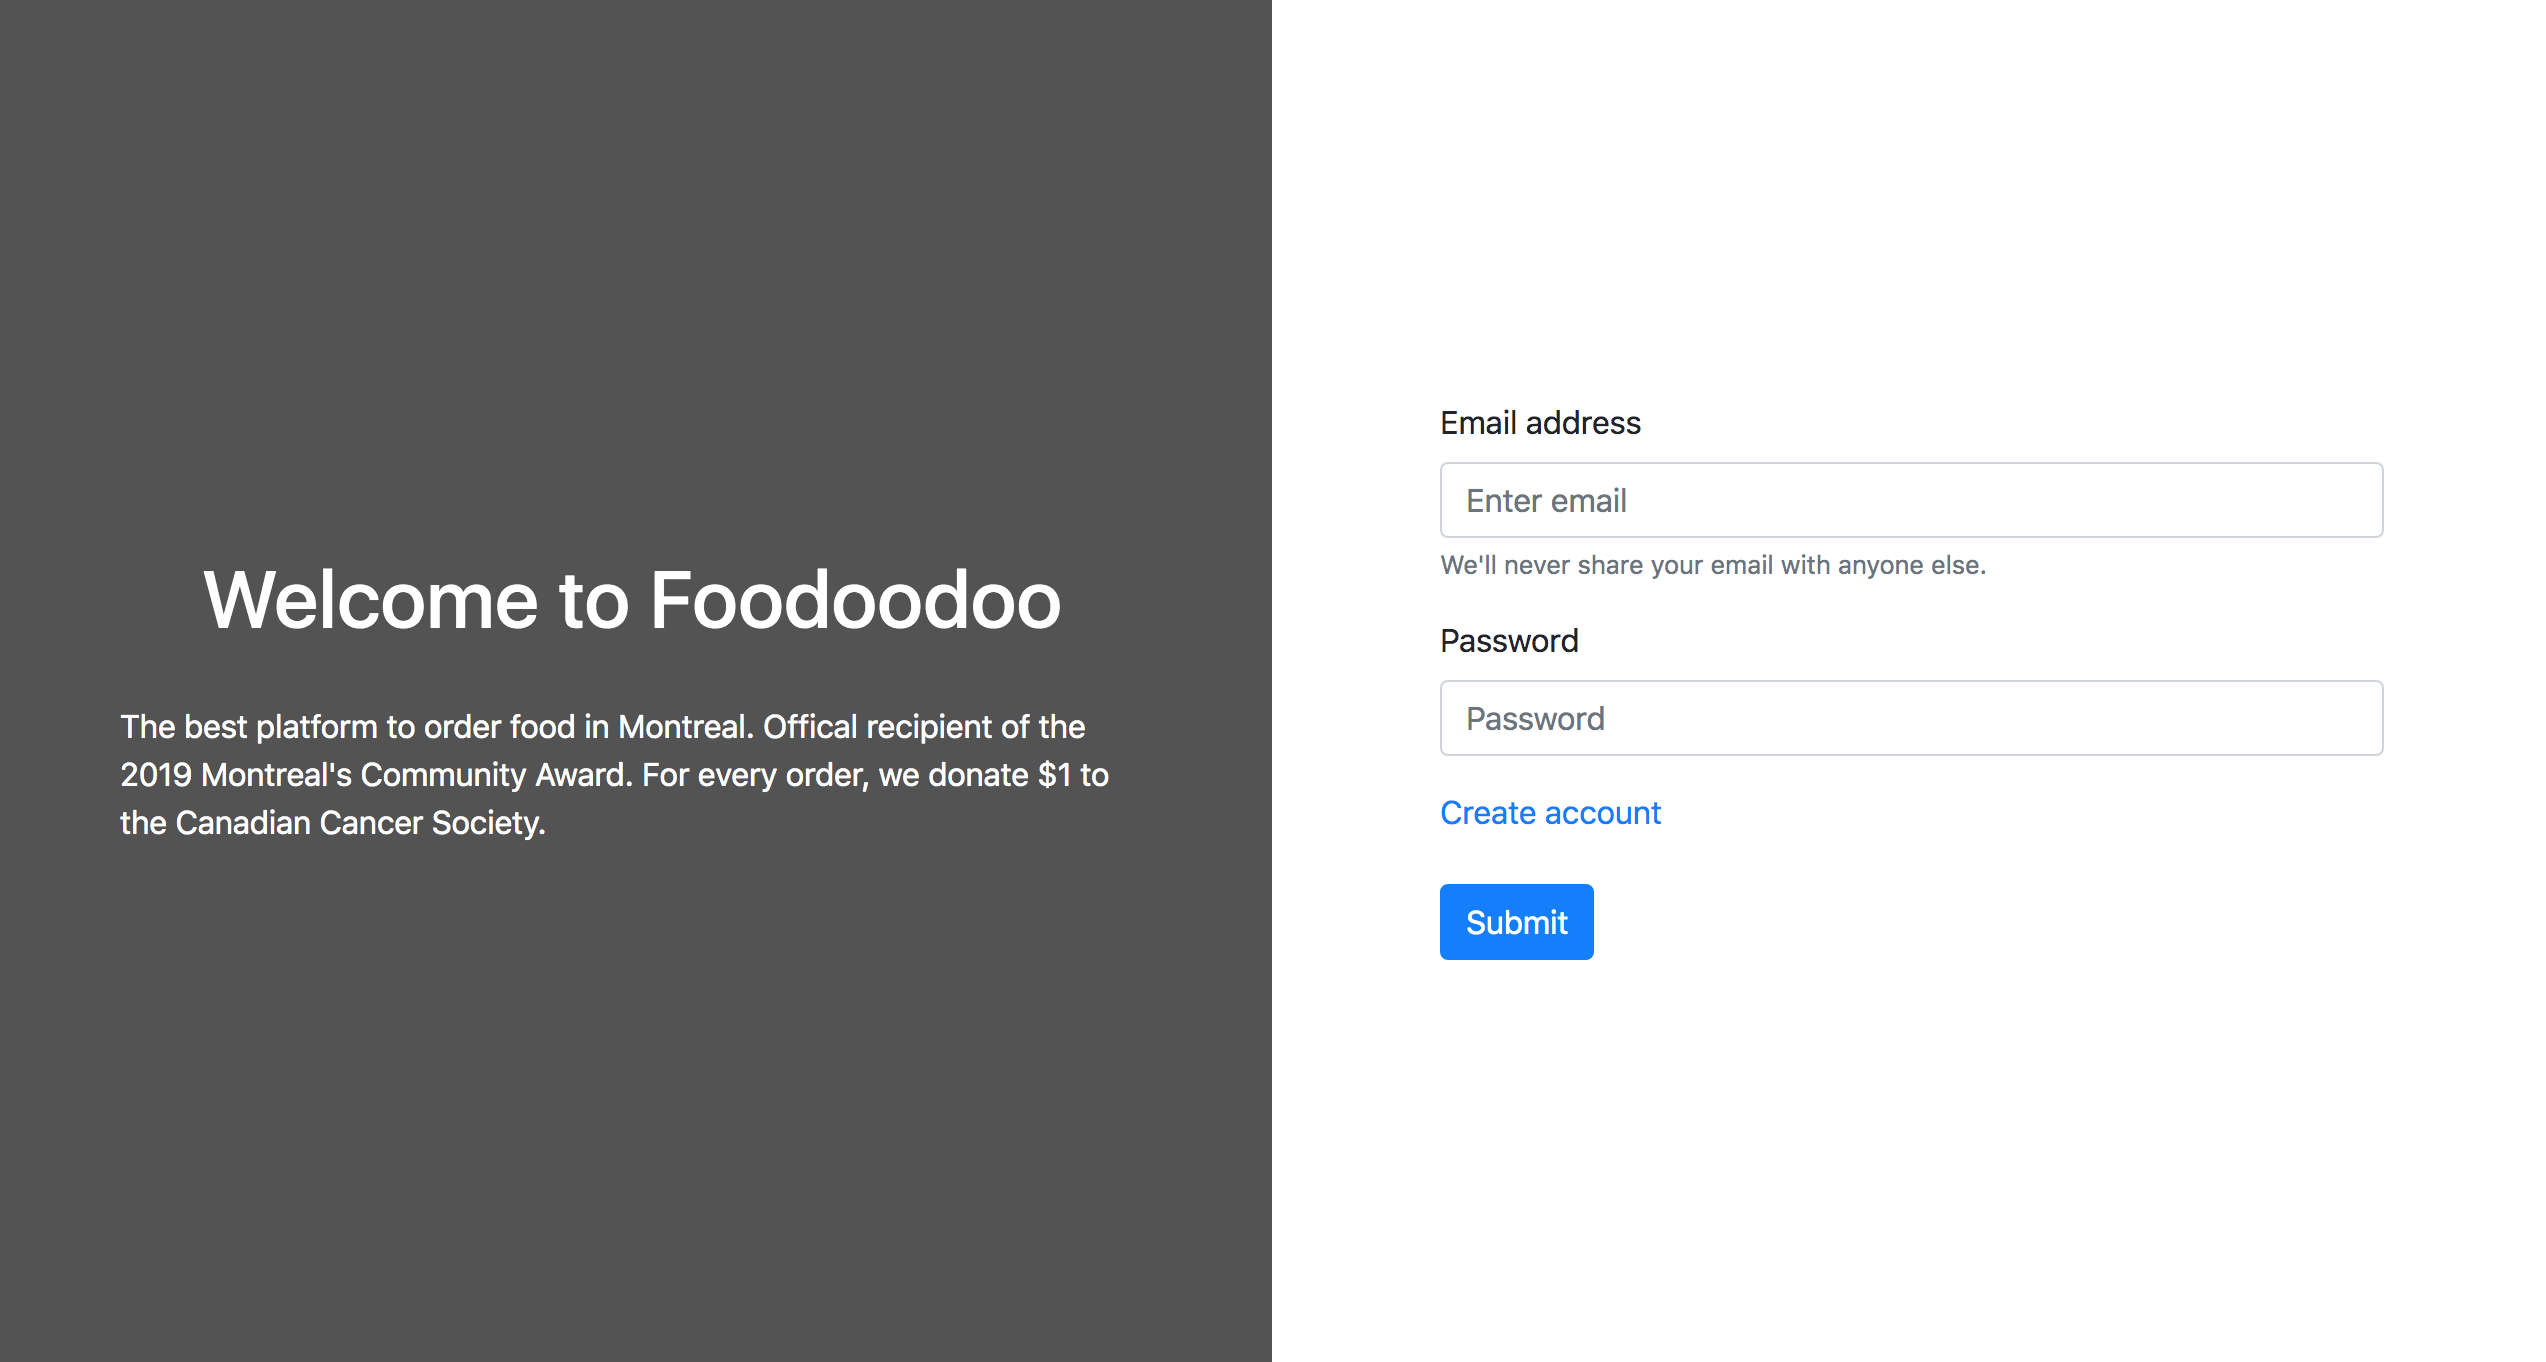 Welcome to Foodoodoo
The best platform to order food in Montreal. Offical recipient of the
2019 Montreal's Community Award. For every order, we donate $1 to
the Canadian Cancer Society.
Email address
Enter email
We'll never share your email with anyone else.
Password
Password
Create account
Submit